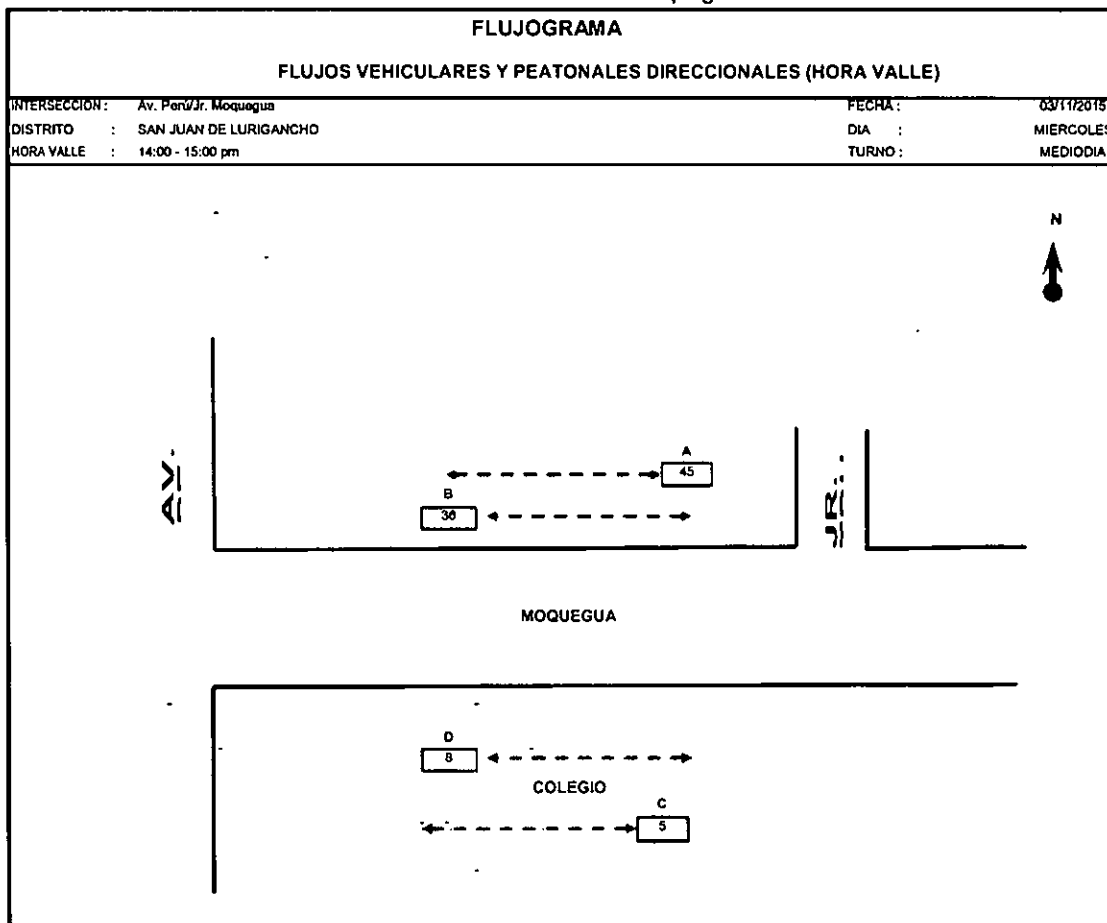 FLUJOGRAMA
FLUJOS VEHICULARES Y PEATONALES DIRECCIONALES (HORA VALLE)
INTERSECCION : Av. Perú/Jr. Moquegua FECHA : 03/11/2015
DISTRITO : SAN JUAN DE LURIGANCHO DIA : MIERCOLES
HORA VALLE : 14:00 - 15:00 pm TURNO : MEDIODIA
N
A
45
B
36
AV.
JR.
MOQUEGUA
D
8
COLEGIO
C
5